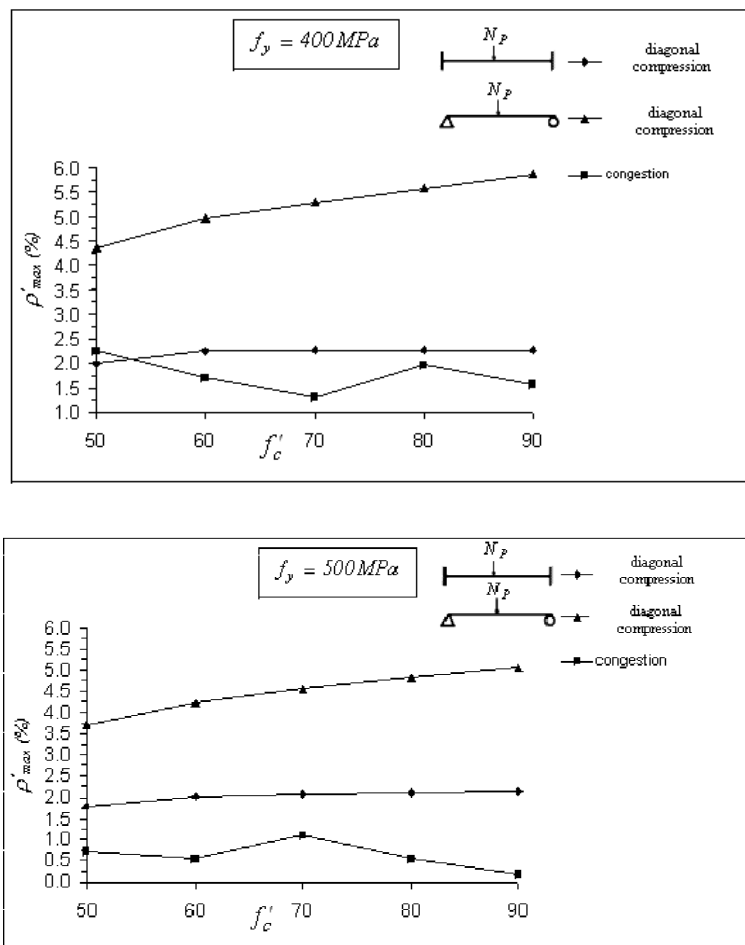 f_y = 400 MPa
N_P
diagonal
compression
N_P
diagonal
compression
congestion
6.0
5.5
5.0
4.5
4.0
3.5
3.0
2.5
2.0
1.5
1.0
ρ'_max (%)
50 60 70 80 90
f'_c
f_y = 500 MPa
N_P
diagonal
compression
N_P
diagonal
compression
congestion
6.0
5.5
5.0
4.5
4.0
3.5
3.0
2.5
2.0
1.5
1.0
0.5
0.0
ρ'_max (%)
50 60 70 80 90
f'_c